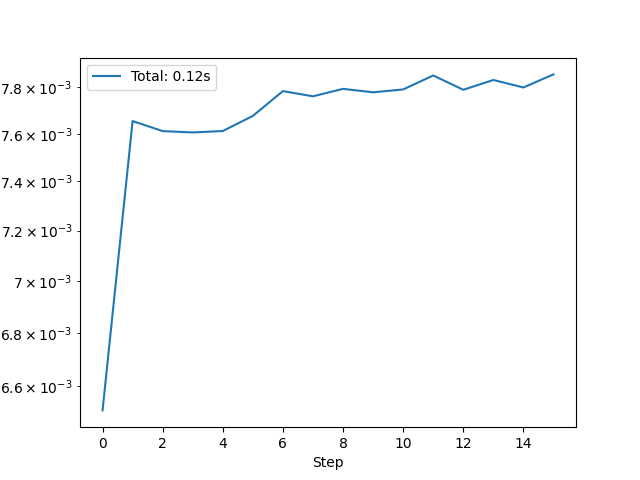 Total: 0.12s
7.8 × 10⁻³
7.6 × 10⁻³
7.4 × 10⁻³
7.2 × 10⁻³
7 × 10⁻³
6.8 × 10⁻³
6.6 × 10⁻³
0 2 4 6 8 10 12 14
Step